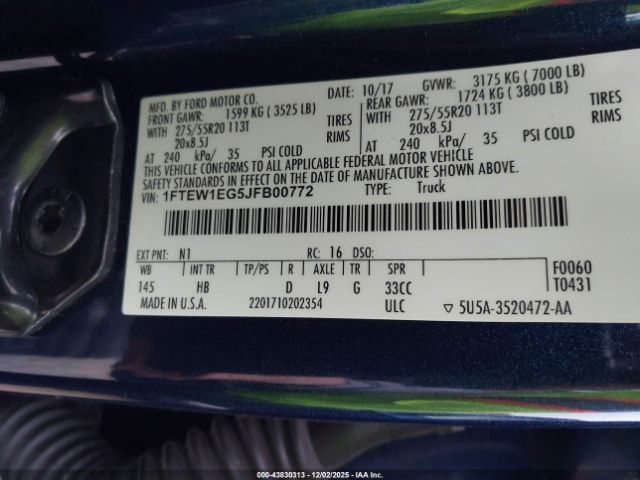 MFD. BY FORD MOTOR CO. DATE: 10/17 GVWR: 3175 KG ( 7000 LB)
FRONT GAWR: 1599 KG ( 3525 LB) REAR GAWR: 1724 KG ( 3800 LB)
WITH 275/55R20 113T TIRES WITH 275/55R20 113T TIRES
20x8.5J RIMS 20x8.5J RIMS
AT 240 kPa/ 35 PSI COLD AT 240 kPa/ 35 PSI COLD
THIS VEHICLE CONFORMS TO ALL APPLICABLE FEDERAL MOTOR VEHICLE
SAFETY STANDARDS IN EFFECT ON THE DATE OF MANUFACTURE SHOWN ABOVE.
VIN: 1FTEW1EG5JFB00772 TYPE: Truck
EXT PNT: N1 RC: 16 DSO: F0060
WB INT TR TP/PS R AXLE TR SPR T0431
145 HB D L9 G 33CC
MADE IN U.S.A. 2201710202354 ULC ▽ 5U5A-3520472-AA
000-43830313 - 12/02/2025 - IAA Inc.